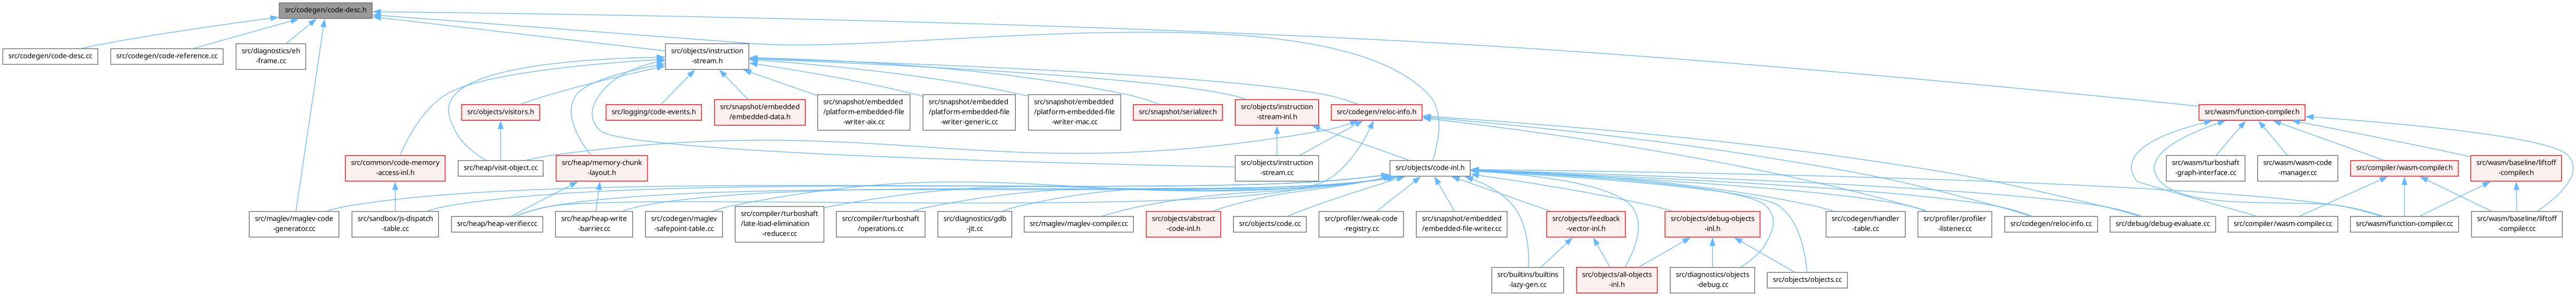 src/codegen/code-desc.h
src/codegen/code-desc.cc
src/codegen/code-reference.cc
src/diagnostics/eh
-frame.cc
src/objects/instruction
-stream.h
src/objects/visitors.h
src/logging/code-events.h
src/snapshot/embedded
/embedded-data.h
src/snapshot/embedded
/platform-embedded-file
-writer-aix.cc
src/snapshot/embedded
/platform-embedded-file
-writer-generic.cc
src/snapshot/embedded
/platform-embedded-file
-writer-mac.cc
src/snapshot/serializer.h
src/objects/instruction
-stream-inl.h
src/codegen/reloc-info.h
src/wasm/function-compiler.h
src/common/code-memory
-access-inl.h
src/heap/visit-object.cc
src/heap/memory-chunk
-layout.h
src/objects/instruction
-stream.cc
src/objects/code-inl.h
src/wasm/turboshaft
-graph-interface.cc
src/wasm/wasm-code
-manager.cc
src/compiler/wasm-compiler.h
src/wasm/baseline/liftoff
-compiler.h
src/maglev/maglev-code
-generator.cc
src/sandbox/js-dispatch
-table.cc
src/heap/heap-verifier.cc
src/heap/heap-write
-barrier.cc
src/codegen/maglev
-safepoint-table.cc
src/compiler/turboshaft
/late-load-elimination
-reducer.cc
src/compiler/turboshaft
/operations.cc
src/diagnostics/gdb
-jit.cc
src/maglev/maglev-compiler.cc
src/objects/abstract
-code-inl.h
src/objects/code.cc
src/profiler/weak-code
-registry.cc
src/snapshot/embedded
/embedded-file-writer.cc
src/objects/feedback
-vector-inl.h
src/objects/debug-objects
-inl.h
src/codegen/handler
-table.cc
src/profiler/profiler
-listener.cc
src/codegen/reloc-info.cc
src/debug/debug-evaluate.cc
src/compiler/wasm-compiler.cc
src/wasm/function-compiler.cc
src/wasm/baseline/liftoff
-compiler.cc
src/builtins/builtins
-lazy-gen.cc
src/objects/all-objects
-inl.h
src/diagnostics/objects
-debug.cc
src/objects/objects.cc